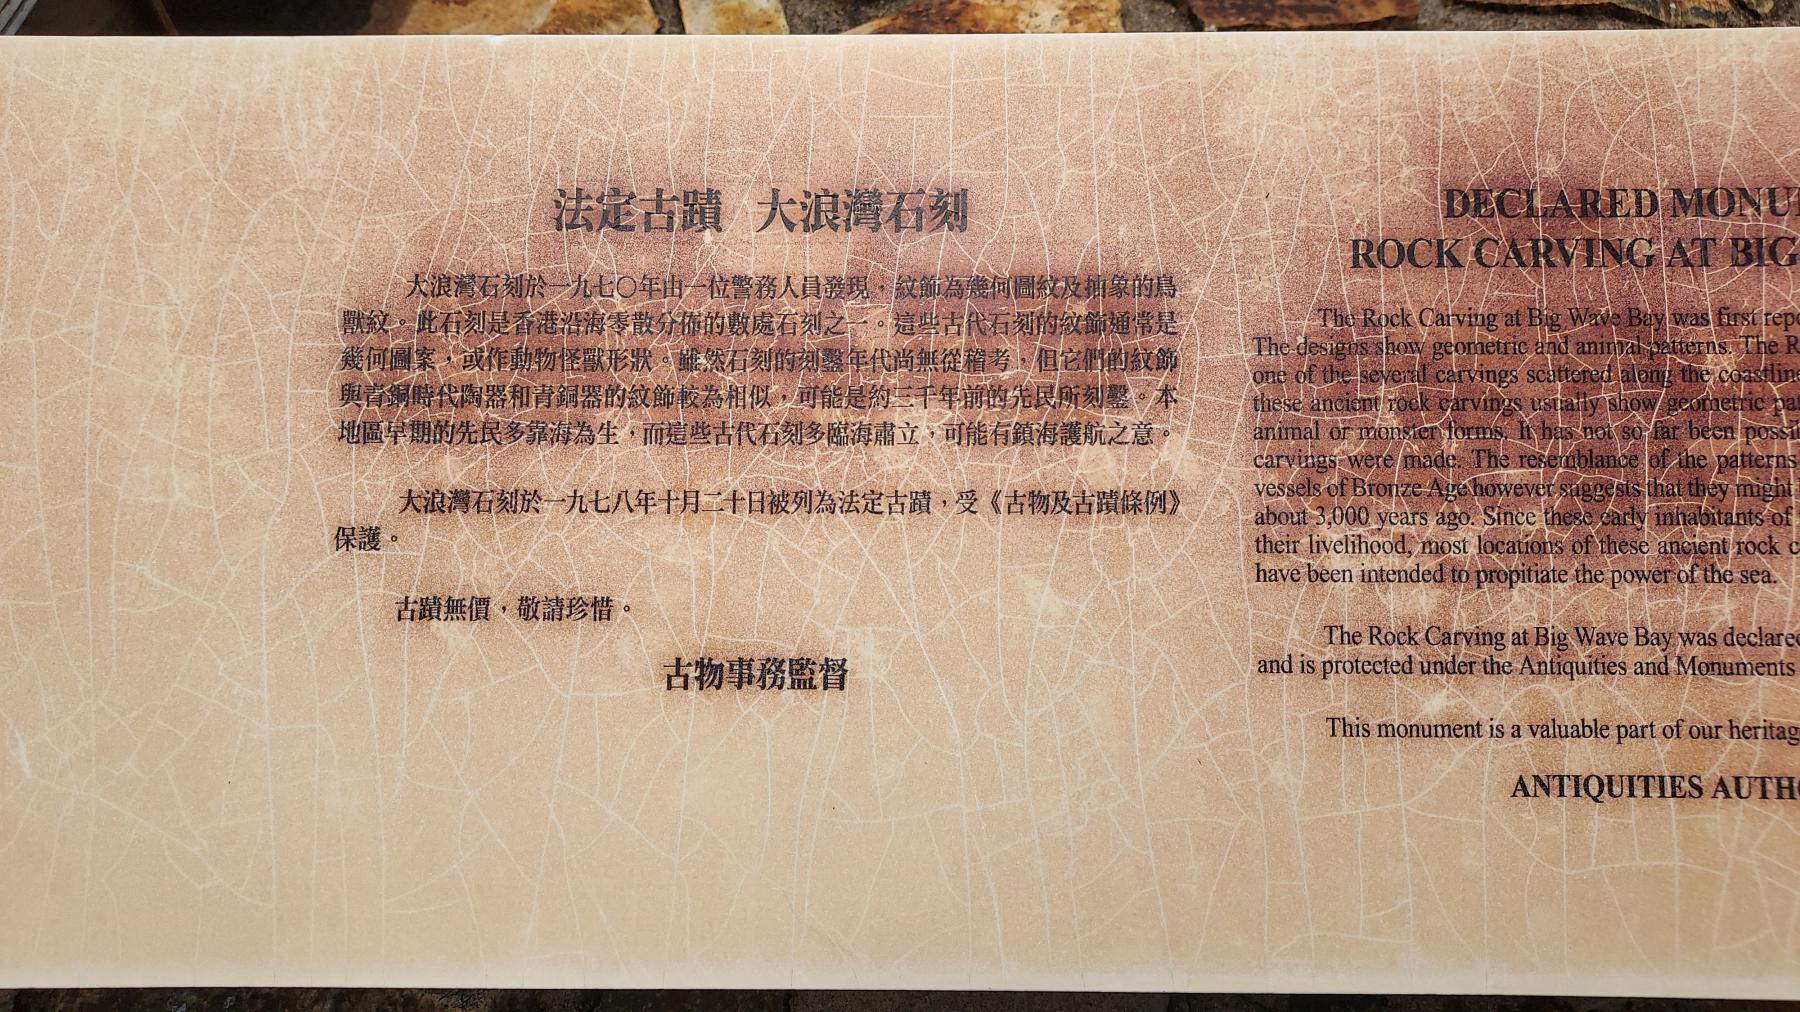 法定古蹟　大浪灣石刻
大浪灣石刻於一九七〇年由一位警務人員發現，紋飾為幾何圖紋及抽象的鳥
獸紋。此石刻是香港沿海零散分佈的數處石刻之一。這些古代石刻的紋飾通常是
幾何圖案，或作動物怪獸形狀。雖然石刻的刻鑿年代尚無從稽考，但它們的紋飾
與青銅時代陶器和青銅器的紋飾較為相似，可能是約三千年前的先民所刻鑿。本
地區早期的先民多靠海為生，而這些古代石刻多臨海肅立，可能有鎮海護航之意。
大浪灣石刻於一九七八年十月二十日被列為法定古蹟，受《古物及古蹟條例》
保護。
古蹟無價，敬請珍惜。
古物事務監督
DECLARED MONU
ROCK CARVING AT BIG
The Rock Carving at Big Wave Bay was first repo
The designs show geometric and animal patterns. The R
one of the several carvings scattered along the coastline
these ancient rock carvings usually show geometric pat
animal or monster forms. It has not so far been possib
carvings were made. The resemblance of the patterns
vessels of Bronze Age however suggests that they might
about 3,000 years ago. Since these early inhabitants of
their livelihood, most locations of these ancient rock c
have been intended to propitiate the power of the sea.
The Rock Carving at Big Wave Bay was declare
and is protected under the Antiquities and Monuments
This monument is a valuable part of our heritag
ANTIQUITIES AUTHO